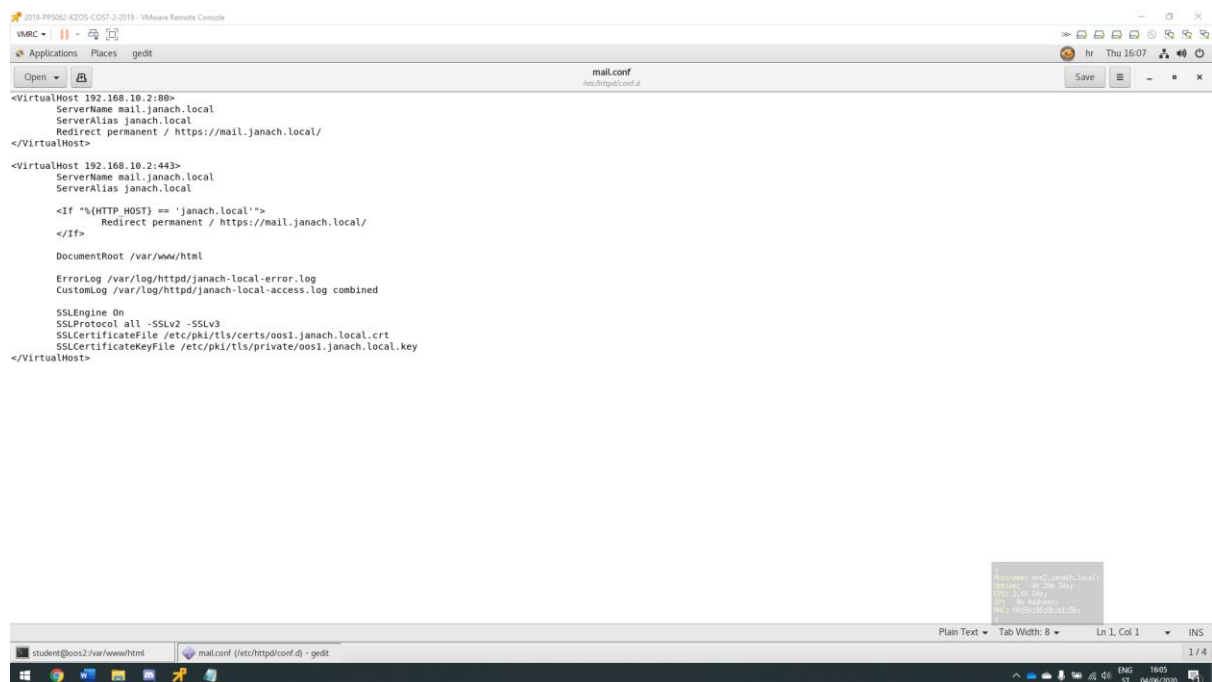 2019-PPS062-KZOS-COS7-2-2019 - VMware Remote Console
VMRC
Applications Places gedit
hr Thu 16:07
Open
mail.conf
/etc/httpd/conf.d
Save
<VirtualHost 192.168.10.2:80>
ServerName mail.janach.local
ServerAlias janach.local
Redirect permanent / https://mail.janach.local/
</VirtualHost>
<VirtualHost 192.168.10.2:443>
ServerName mail.janach.local
ServerAlias janach.local
<If "%{HTTP_HOST} == 'janach.local'">
Redirect permanent / https://mail.janach.local/
</If>
DocumentRoot /var/www/html
ErrorLog /var/log/httpd/janach-local-error.log
CustomLog /var/log/httpd/janach-local-access.log combined
SSLEngine On
SSLProtocol all -SSLv2 -SSLv3
SSLCertificateFile /etc/pki/tls/certs/oos1.janach.local.crt
SSLCertificateKeyFile /etc/pki/tls/private/oos1.janach.local.key
</VirtualHost>
Plain Text Tab Width: 8 Ln 1, Col 1 INS
student@oos2:/var/www/html
mail.conf (/etc/httpd/conf.d) - gedit
1 / 4
ENG 16:05
04/06/2020